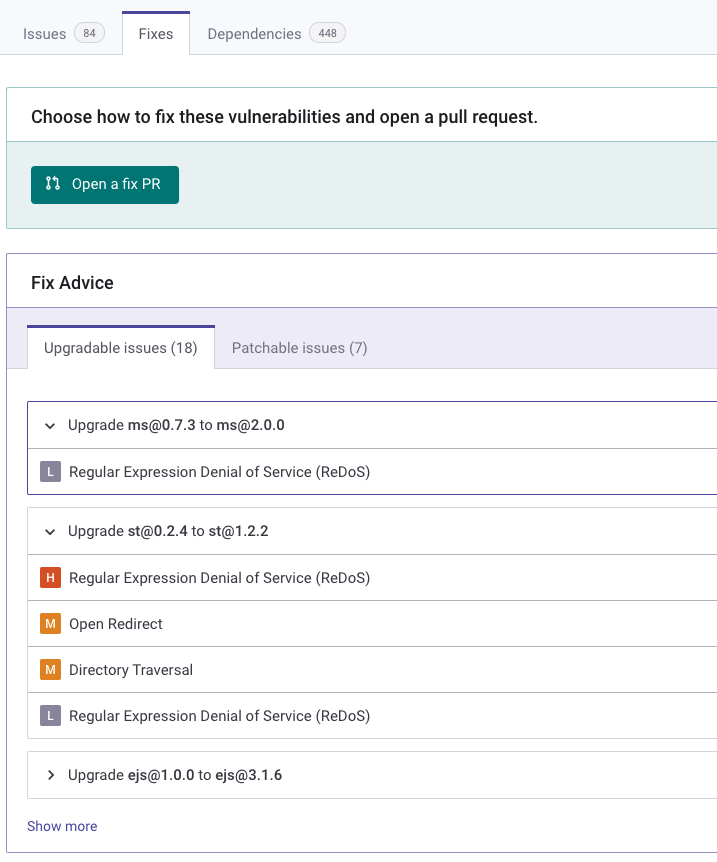 Issues 84 Fixes Dependencies 448
Choose how to fix these vulnerabilities and open a pull request.
Open a fix PR
Fix Advice
Upgradable issues (18) Patchable issues (7)
Upgrade ms@0.7.3 to ms@2.0.0
L Regular Expression Denial of Service (ReDoS)
Upgrade st@0.2.4 to st@1.2.2
H Regular Expression Denial of Service (ReDoS)
M Open Redirect
M Directory Traversal
L Regular Expression Denial of Service (ReDoS)
Upgrade ejs@1.0.0 to ejs@3.1.6
Show more